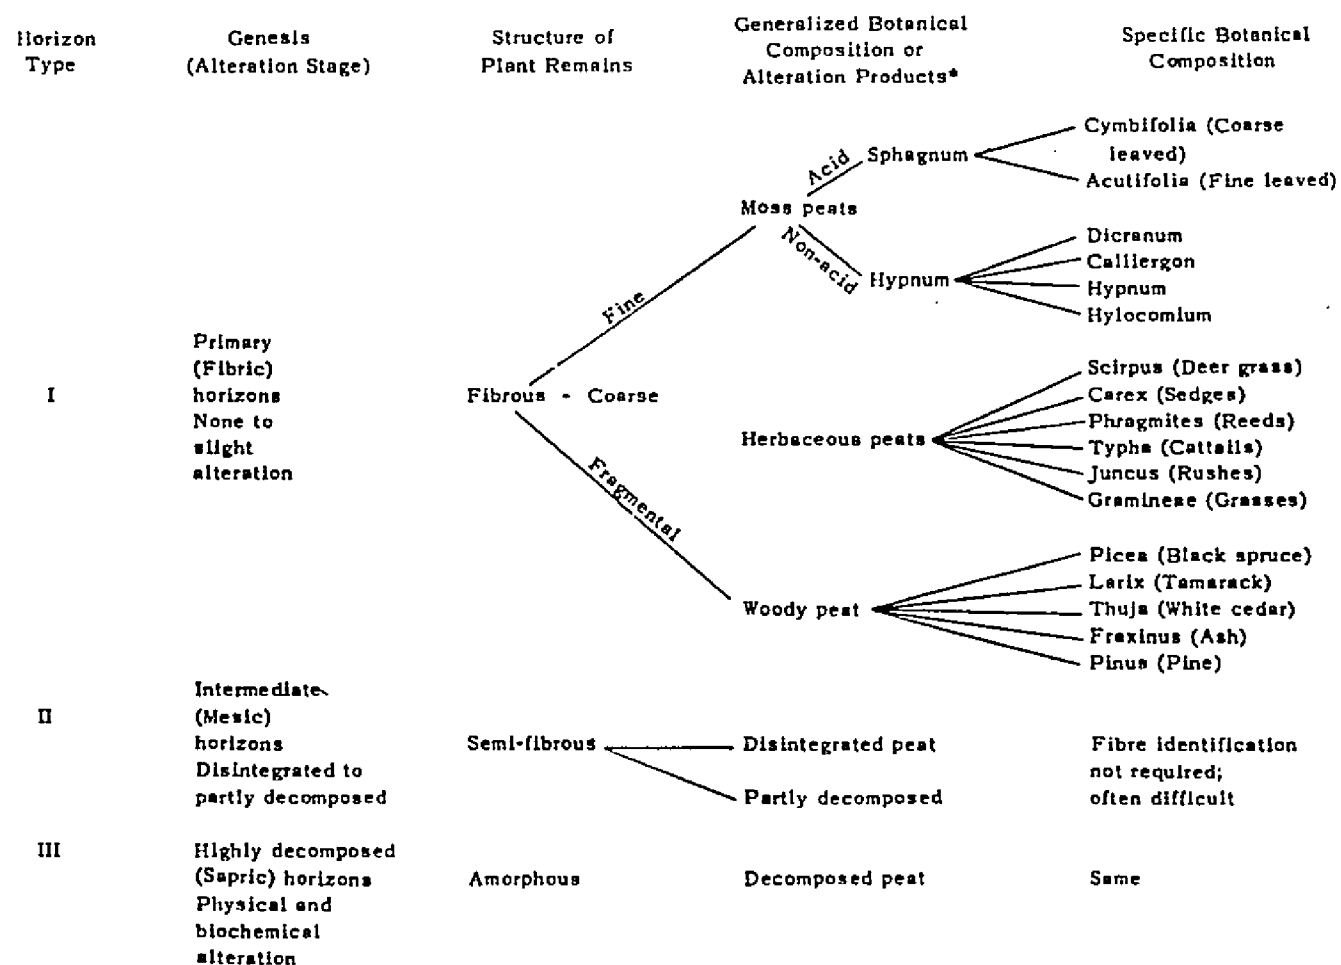 Horizon
Type
Genesis
(Alteration Stage)
Structure of
Plant Remains
Generalized Botanical
Composition or
Alteration Products*
Specific Botanical
Composition
I
Primary
(Fibric)
horizons
None to
slight
alteration
Fibrous - Coarse
Fine
Fragmental
Moss peats
Acid
Non-acid
Sphagnum
Cymbifolia (Coarse
leaved)
Acutifolia (Fine leaved)
Hypnum
Dicranum
Calliergon
Hypnum
Hylocomium
Herbaceous peats
Scirpus (Deer grass)
Carex (Sedges)
Phragmites (Reeds)
Typha (Cattails)
Juncus (Rushes)
Gramineae (Grasses)
Woody peat
Picea (Black spruce)
Larix (Tamarack)
Thuja (White cedar)
Fraxinus (Ash)
Pinus (Pine)
II
Intermediate
(Mesic)
horizons
Disintegrated to
partly decomposed
Semi-fibrous
Disintegrated peat
Partly decomposed
Fibre identification
not required;
often difficult
III
Highly decomposed
(Sapric) horizons
Physical and
biochemical
alteration
Amorphous
Decomposed peat
Same